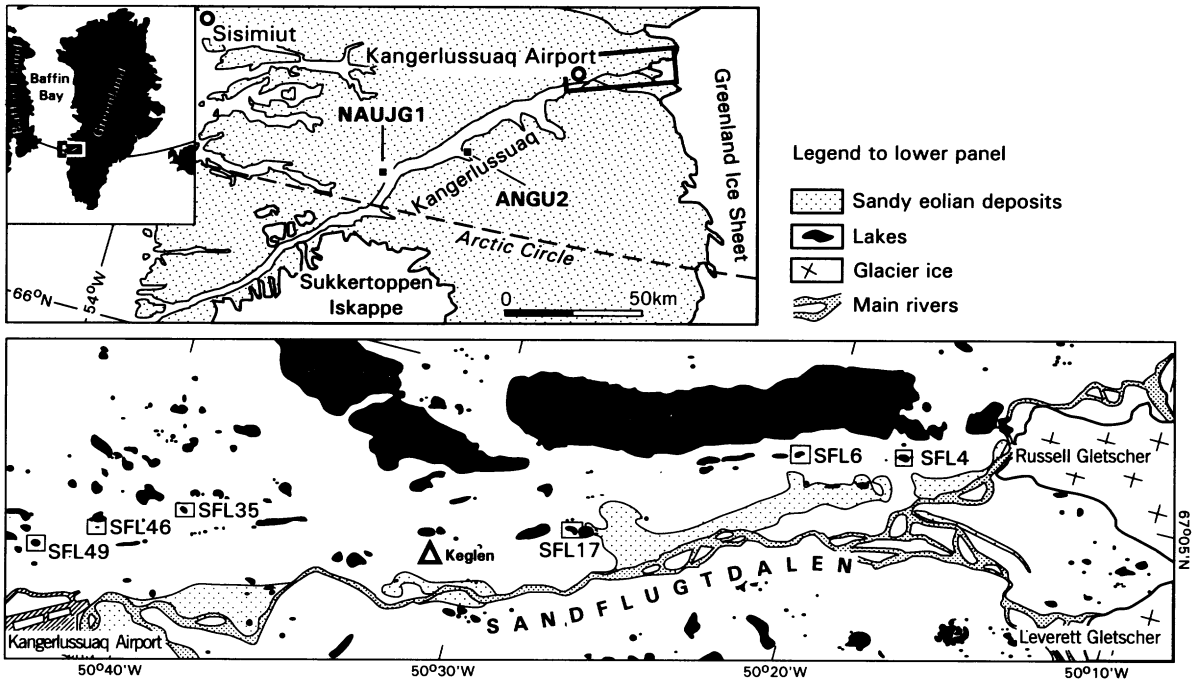 Baffin
Bay
Sisimiut
Kangerlussuaq Airport
NAUJG1
Kangerlussuaq
ANGU2
Greenland Ice Sheet
Arctic Circle
Sukkertoppen
Iskappe
0 50km
66°N
54°W
Legend to lower panel
Sandy eolian deposits
Lakes
Glacier ice
Main rivers
SFL6
SFL4
Russell Gletscher
SFL35
SFL46
SFL49
SFL17
Keglen
67°05'N
SANDFLUGTDALEN
Kangerlussuaq Airport
Leverett Gletscher
50°40'W
50°30'W
50°20'W
50°10'W